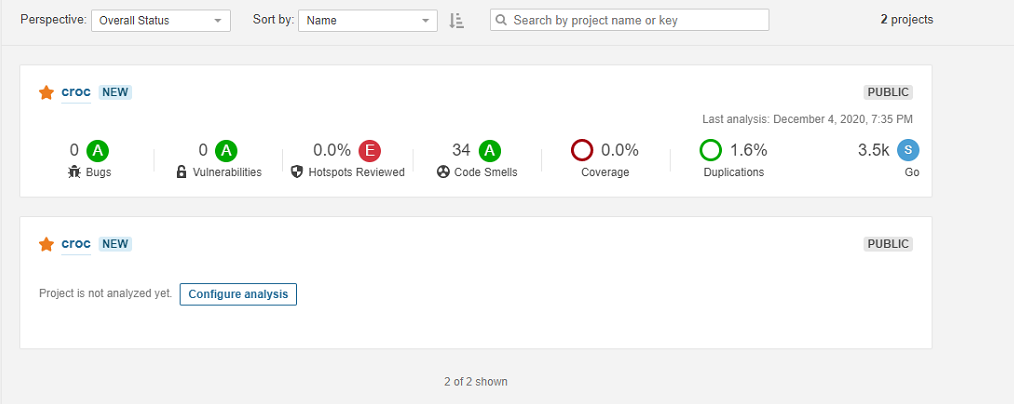 Perspective: Overall Status Sort by: Name Search by project name or key 2 projects
croc NEW PUBLIC
Last analysis: December 4, 2020, 7:35 PM
0 A 0 A 0.0% E 34 A 0.0% 1.6% 3.5k S
Bugs Vulnerabilities Hotspots Reviewed Code Smells Coverage Duplications Go
croc NEW PUBLIC
Project is not analyzed yet. Configure analysis
2 of 2 shown